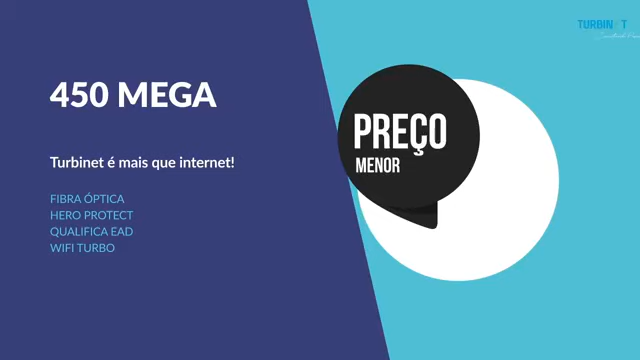 450 MEGA
Turbinet é mais que internet!
FIBRA ÓPTICA
HERO PROTECT
QUALIFICA EAD
WIFI TURBO
PREÇO
MENOR